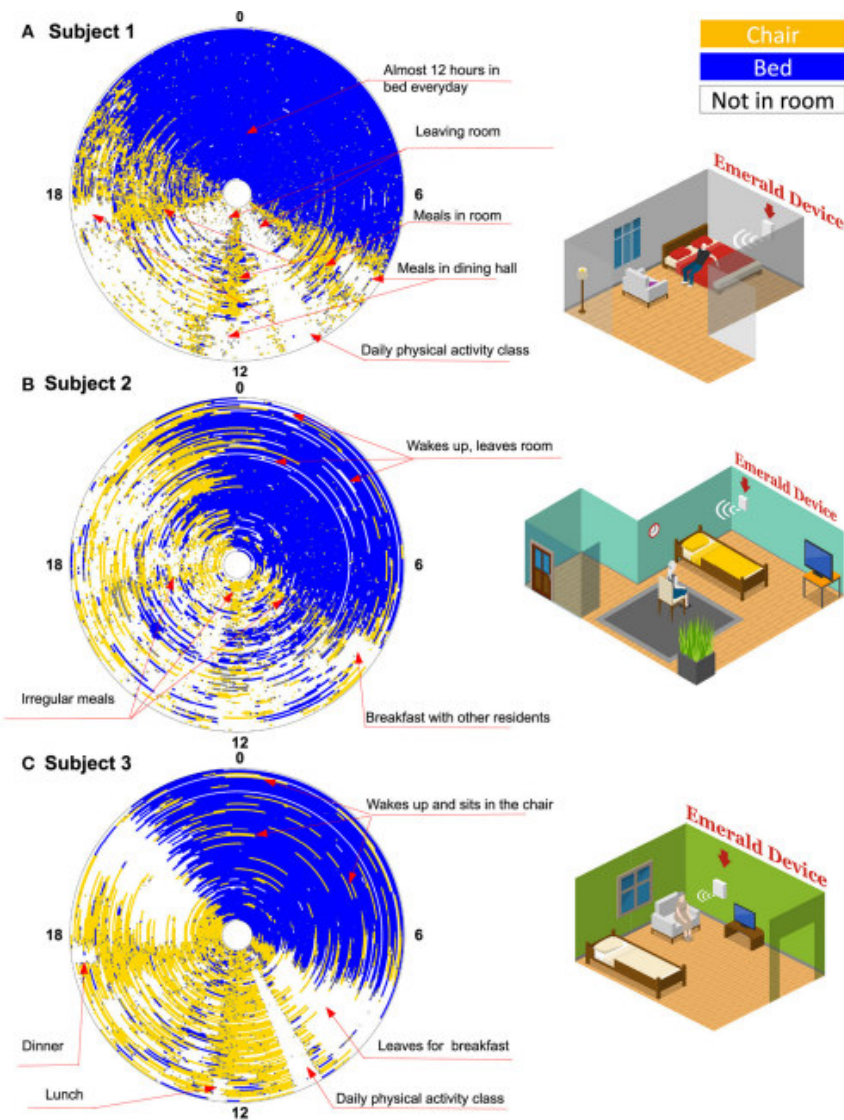 A Subject 1
0
6
12
18
Almost 12 hours in
bed everyday
Leaving room
Meals in room
Meals in dining hall
Daily physical activity class
Chair
Bed
Not in room
Emerald Device
B Subject 2
0
6
12
18
Wakes up, leaves room
Irregular meals
Breakfast with other residents
Emerald Device
C Subject 3
0
6
12
18
Wakes up and sits in the chair
Dinner
Leaves for breakfast
Lunch
Daily physical activity class
Emerald Device